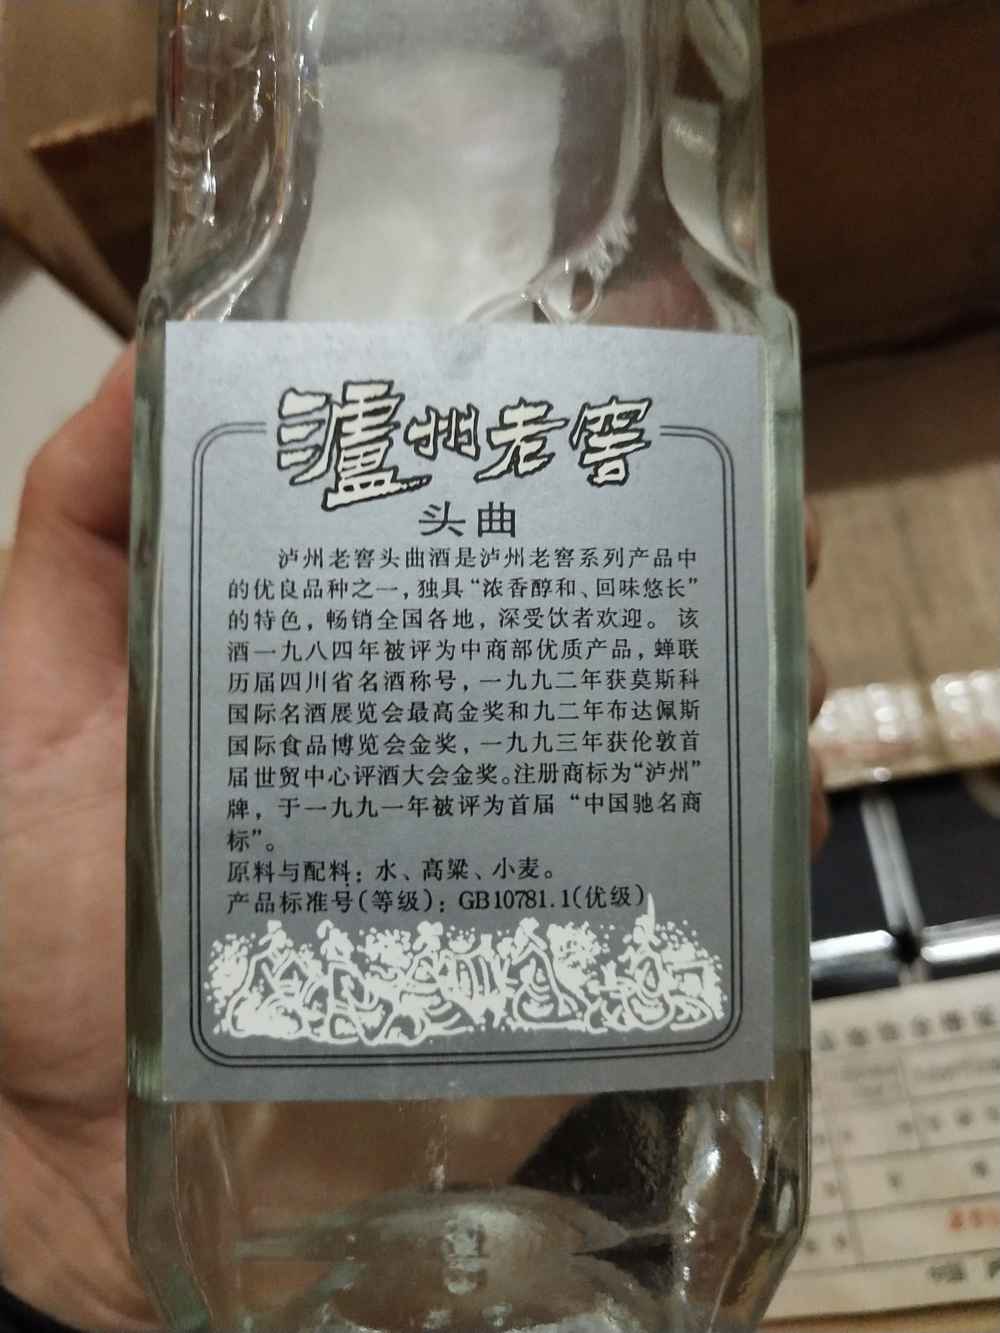 泸州老窖
头曲
泸州老窖头曲酒是泸州老窖系列产品中
的优良品种之一，独具“浓香醇和、回味悠长”
的特色，畅销全国各地，深受饮者欢迎。该
酒一九八四年被评为中商部优质产品，蝉联
历届四川省名酒称号，一九九二年获莫斯科
国际名酒展览会最高金奖和九二年布达佩斯
国际食品博览会金奖，一九九三年获伦敦首
届世贸中心评酒大会金奖。注册商标为“泸州”
牌，于一九九一年被评为首届“中国驰名商
标”。
原料与配料：水、高粱、小麦。
产品标准号(等级)：GB10781.1(优级)